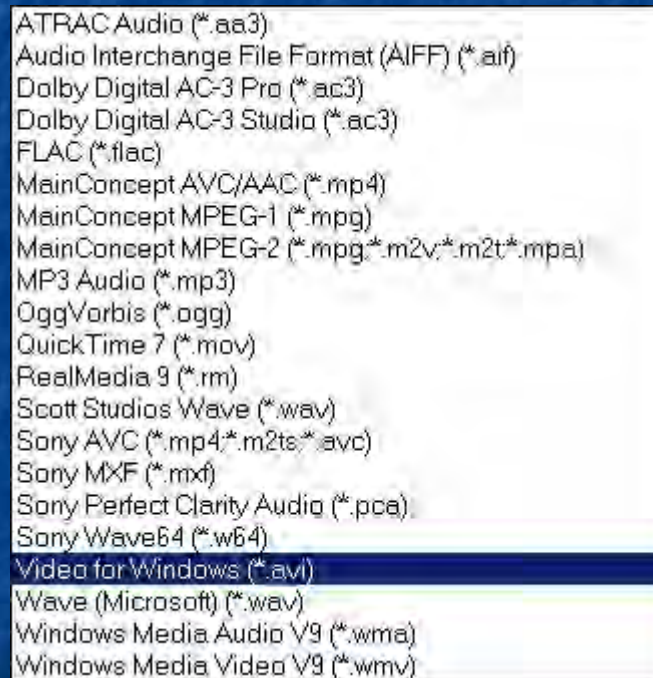 ATRAC Audio (*.aa3)
Audio Interchange File Format (AIFF) (*.aif)
Dolby Digital AC-3 Pro (*.ac3)
Dolby Digital AC-3 Studio (*.ac3)
FLAC (*.flac)
MainConcept AVC/AAC (*.mp4)
MainConcept MPEG-1 (*.mpg)
MainConcept MPEG-2 (*.mpg;*.m2v;*.m2t;*.mpa)
MP3 Audio (*.mp3)
OggVorbis (*.ogg)
QuickTime 7 (*.mov)
RealMedia 9 (*.rm)
Scott Studios Wave (*.wav)
Sony AVC (*.mp4;*.m2ts;*.avc)
Sony MXF (*.mxf)
Sony Perfect Clarity Audio (*.pca)
Sony Wave64 (*.w64)
Video for Windows (*.avi)
Wave (Microsoft) (*.wav)
Windows Media Audio V9 (*.wma)
Windows Media Video V9 (*.wmv)